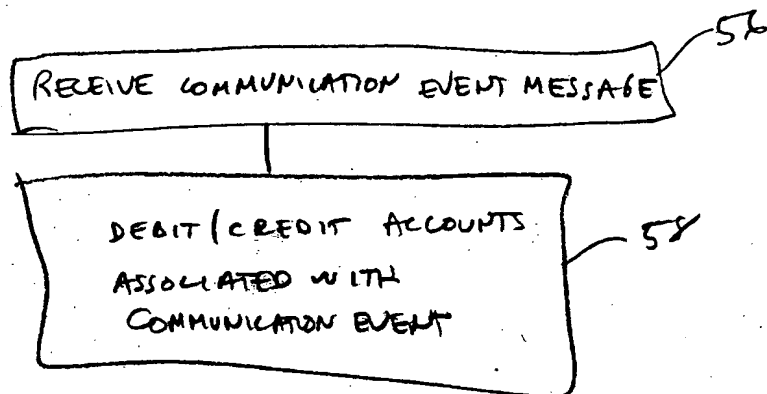 56
RECEIVE COMMUNICATION EVENT MESSAGE
DEBIT/CREDIT ACCOUNTS
58
ASSOCIATED WITH
COMMUNICATION EVENT